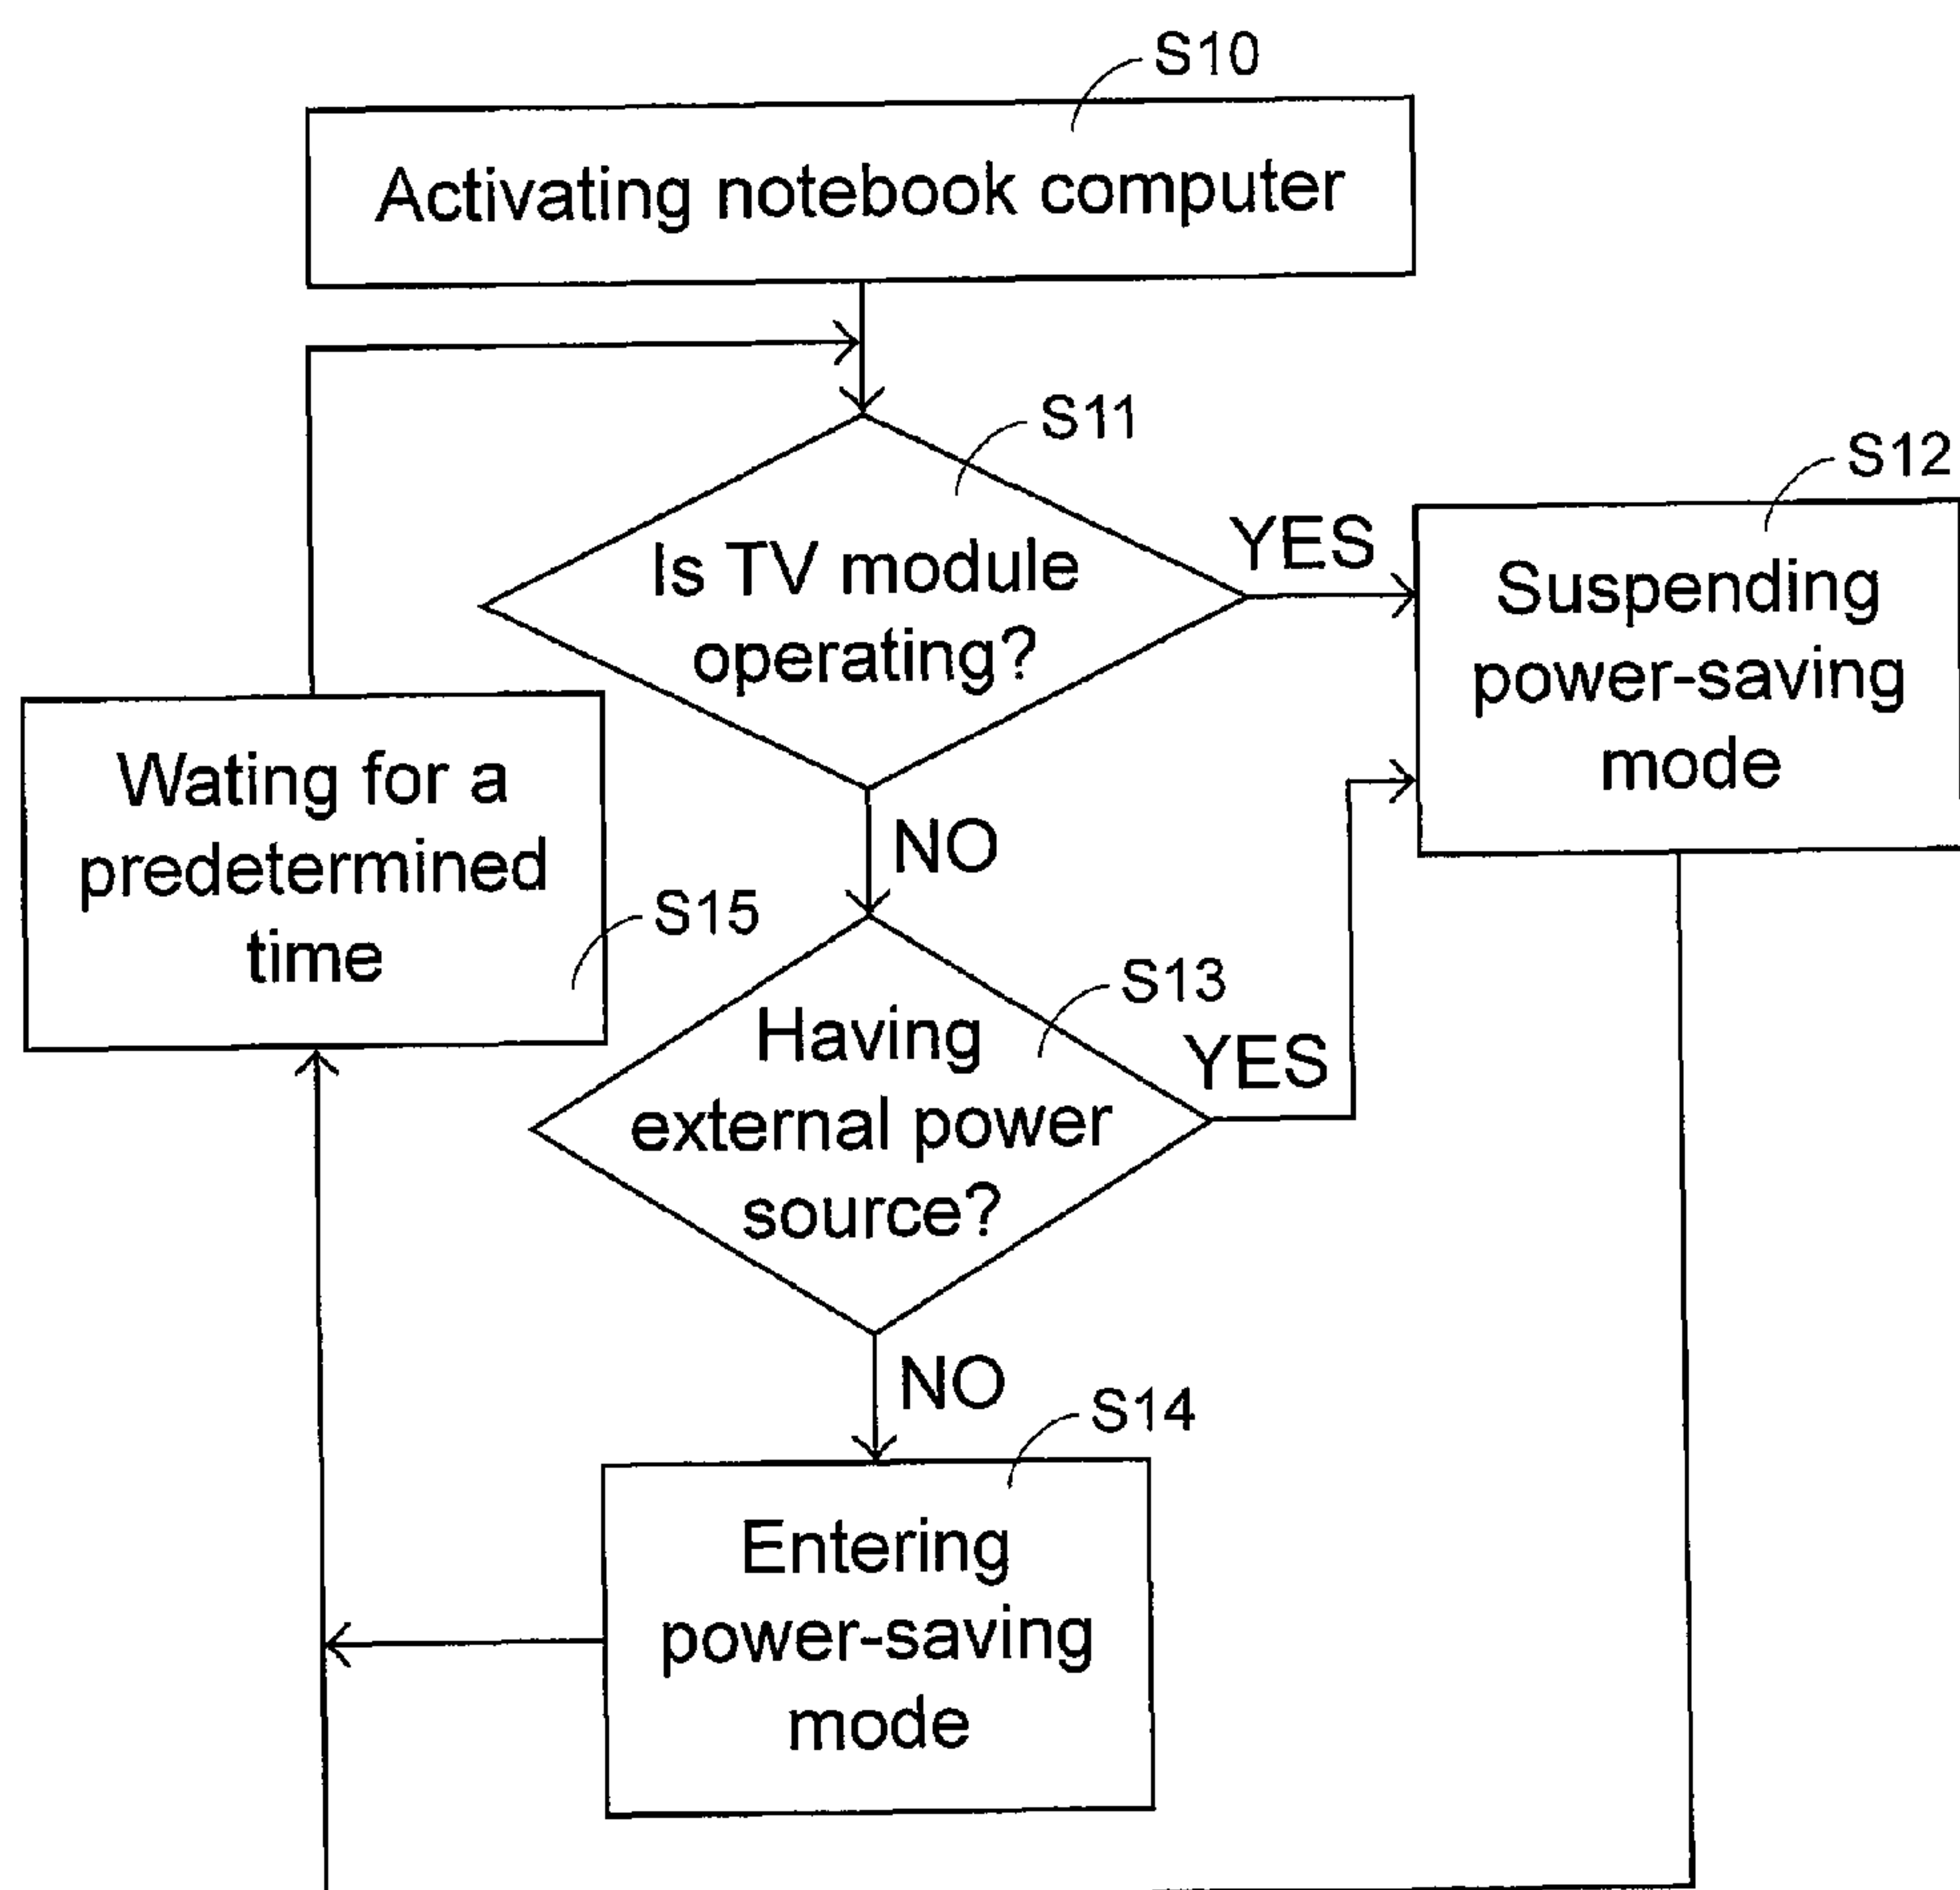 S10
Activating notebook computer
S11
Is TV module
operating?
YES
S12
Suspending
power-saving
mode
Wating for a
predetermined
time
S15
NO
S13
Having
external power
source?
YES
NO
S14
Entering
power-saving
mode